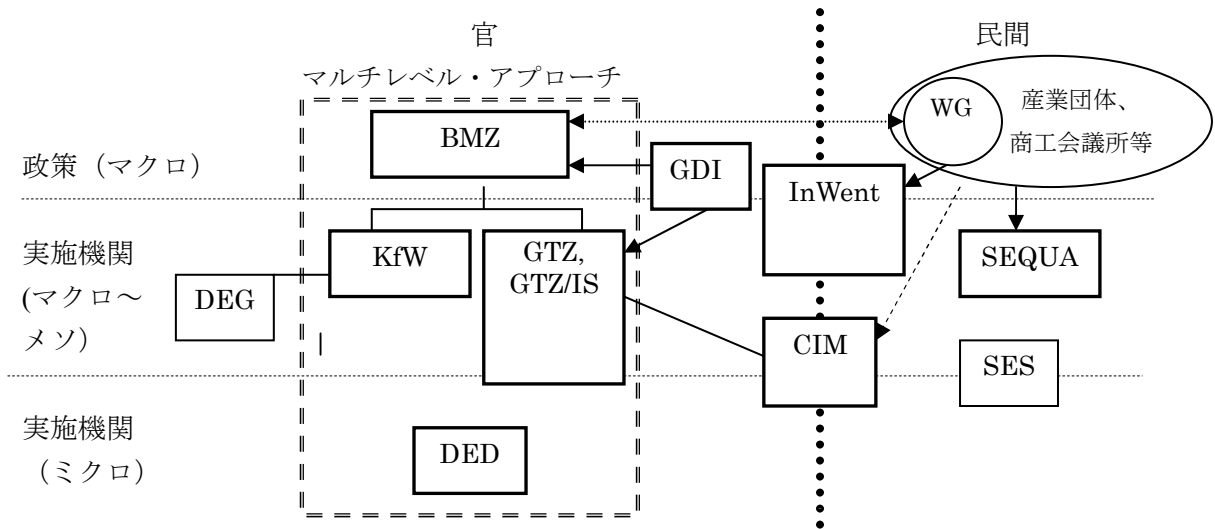 官
民間
マルチレベル・アプローチ
WG
産業団体、
商工会議所等
BMZ
政策（マクロ）
GDI
InWent
実施機関
(マクロ～
メソ）
KfW
GTZ,
GTZ/IS
SEQUA
DEG
CIM
SES
実施機関
（ミクロ）
DED